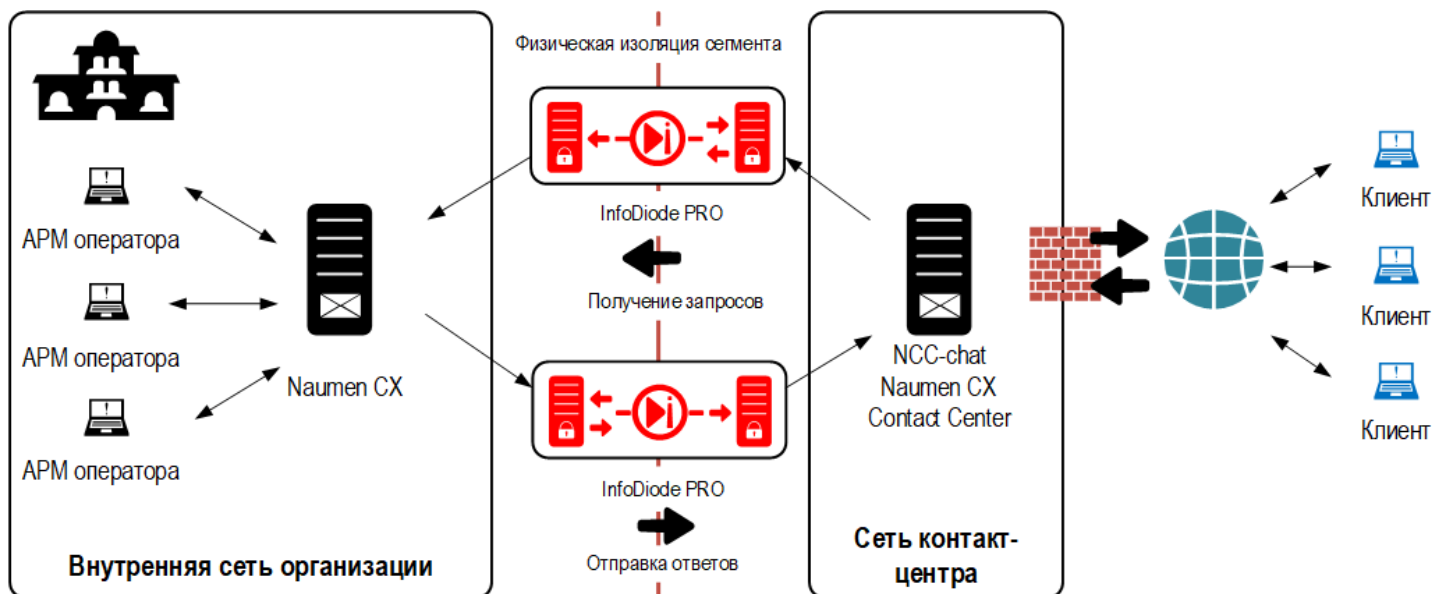 Физическая изоляция сегмента
InfoDiode PRO
Получение запросов
InfoDiode PRO
Отправка ответов
АРМ оператора
АРМ оператора
АРМ оператора
Naumen CX
Внутренняя сеть организации
NCC-chat
Naumen CX
Contact Center
Сеть контакт-
центра
Клиент
Клиент
Клиент